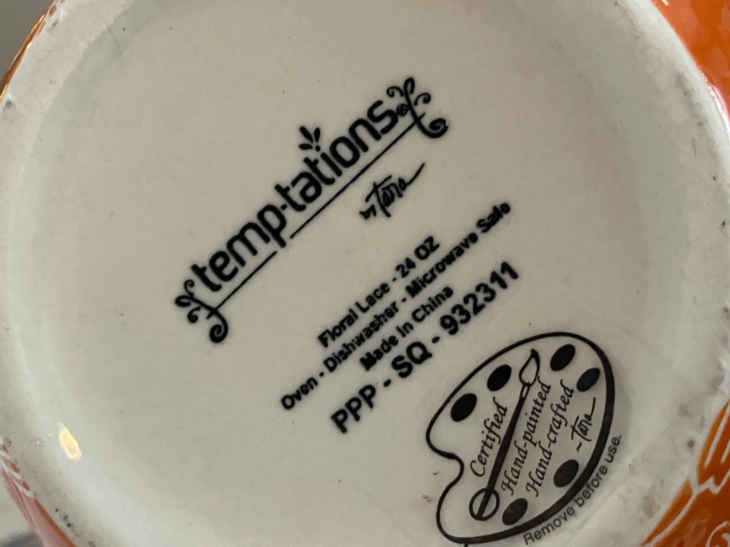 temp-tations
by Tara
Floral Lace - 24 OZ
Oven - Dishwasher - Microwave Safe
Made in China
PPP - SQ - 932311
Certified
Hand-painted
Hand-crafted
~Tara
Remove before use.